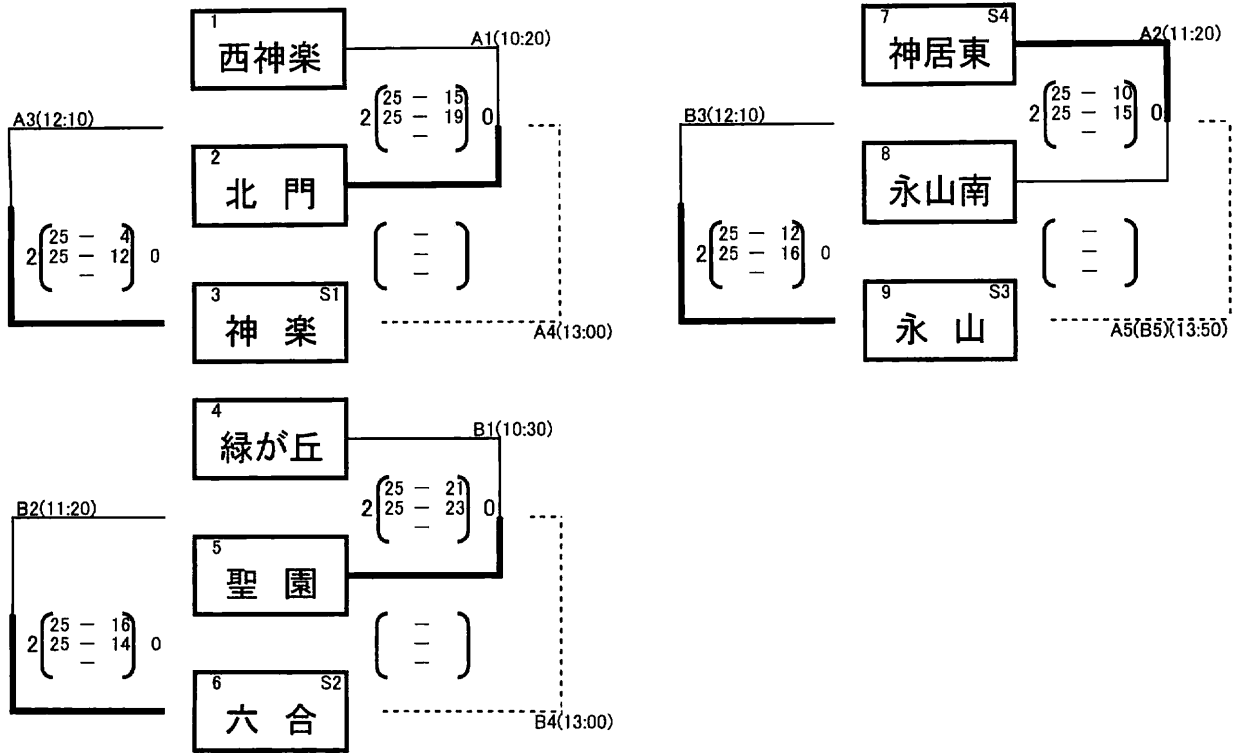 1
西神楽
A1(10:20)
2 25 － 15 0
25 － 19
－
A3(12:10)
2
北 門
2 25 － 4 0
25 － 12
－
－
－
－
3 S1
神 楽
A4(13:00)
4
緑が丘
B1(10:30)
2 25 － 21 0
25 － 23
－
B2(11:20)
5
聖 園
2 25 － 16 0
25 － 14
－
－
－
－
6 S2
六 合
B4(13:00)
7 S4
神居東
A2(11:20)
2 25 － 10 0
25 － 15
－
B3(12:10)
8
永山南
2 25 － 12 0
25 － 16
－
－
－
－
9 S3
永 山
A5(B5)(13:50)